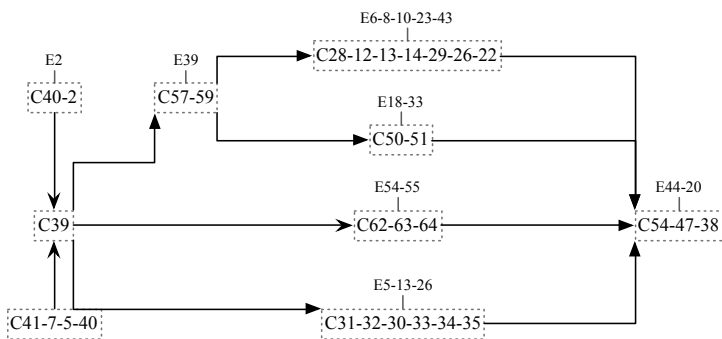 E6-8-10-23-43
E2
E39
C28-12-13-14-29-26-22
C40-2
C57-59
E18-33
C50-51
E54-55
E44-20
C39
C62-63-64
C54-47-38
E5-13-26
C41-7-5-40
C31-32-30-33-34-35